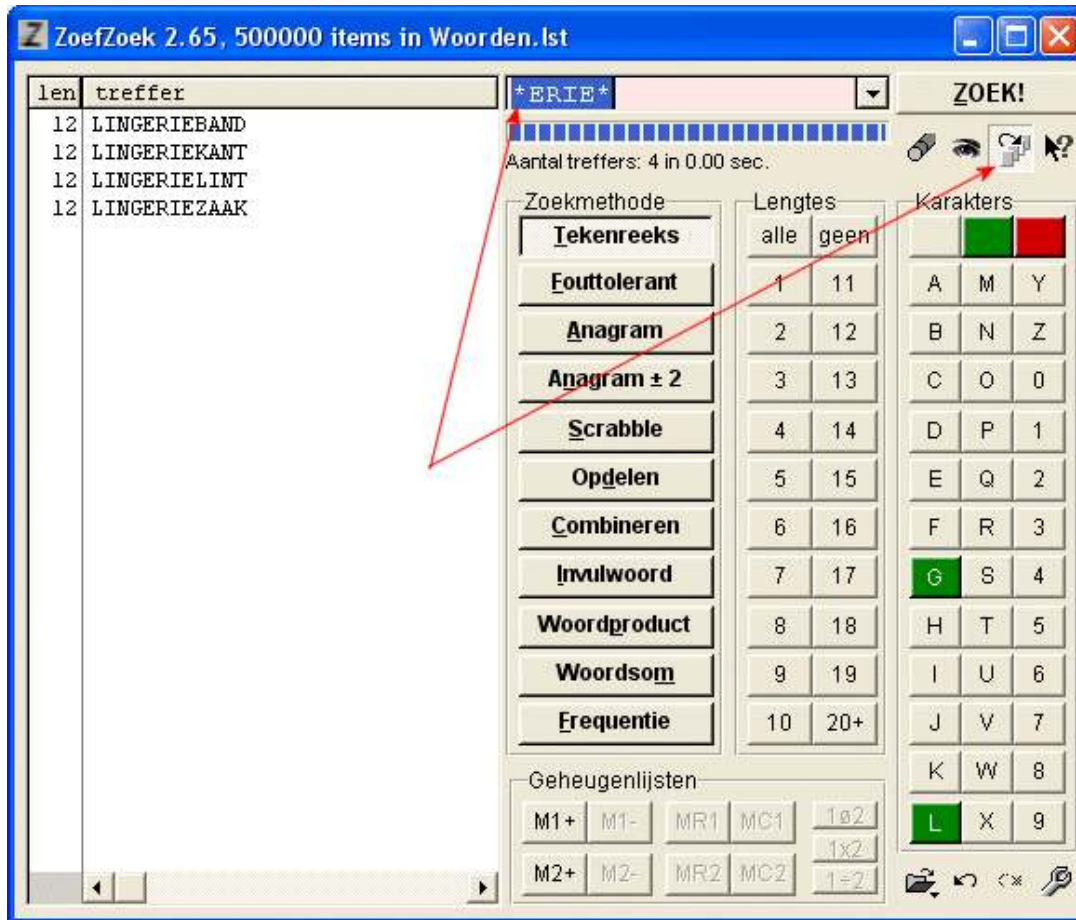 Z ZoefZoek 2.65, 500000 items in Woorden.lst
len treffer
12 LINGERIEBAND
12 LINGERIEKANT
12 LINGERIELINT
12 LINGERIEZAAK
*ERIE*
ZOEK!
Aantal treffers: 4 in 0.00 sec.
?
Zoekmethode
Tekenreeks
Fouttolerant
Anagram
Anagram ± 2
Scrabble
Opdelen
Combineren
Invulwoord
Woordproduct
Woordsom
Frequentie
Lengtes
alle geen
1 11
2 12
3 13
4 14
5 15
6 16
7 17
8 18
9 19
10 20+
Karakters
A M Y
B N Z
C O 0
D P 1
E Q 2
F R 3
G S 4
H T 5
I U 6
J V 7
K W 8
L X 9
Geheugenlijsten
M1+ M1- MR1 MC1 1ø2
1x2
M2+ M2- MR2 MC2 1÷2